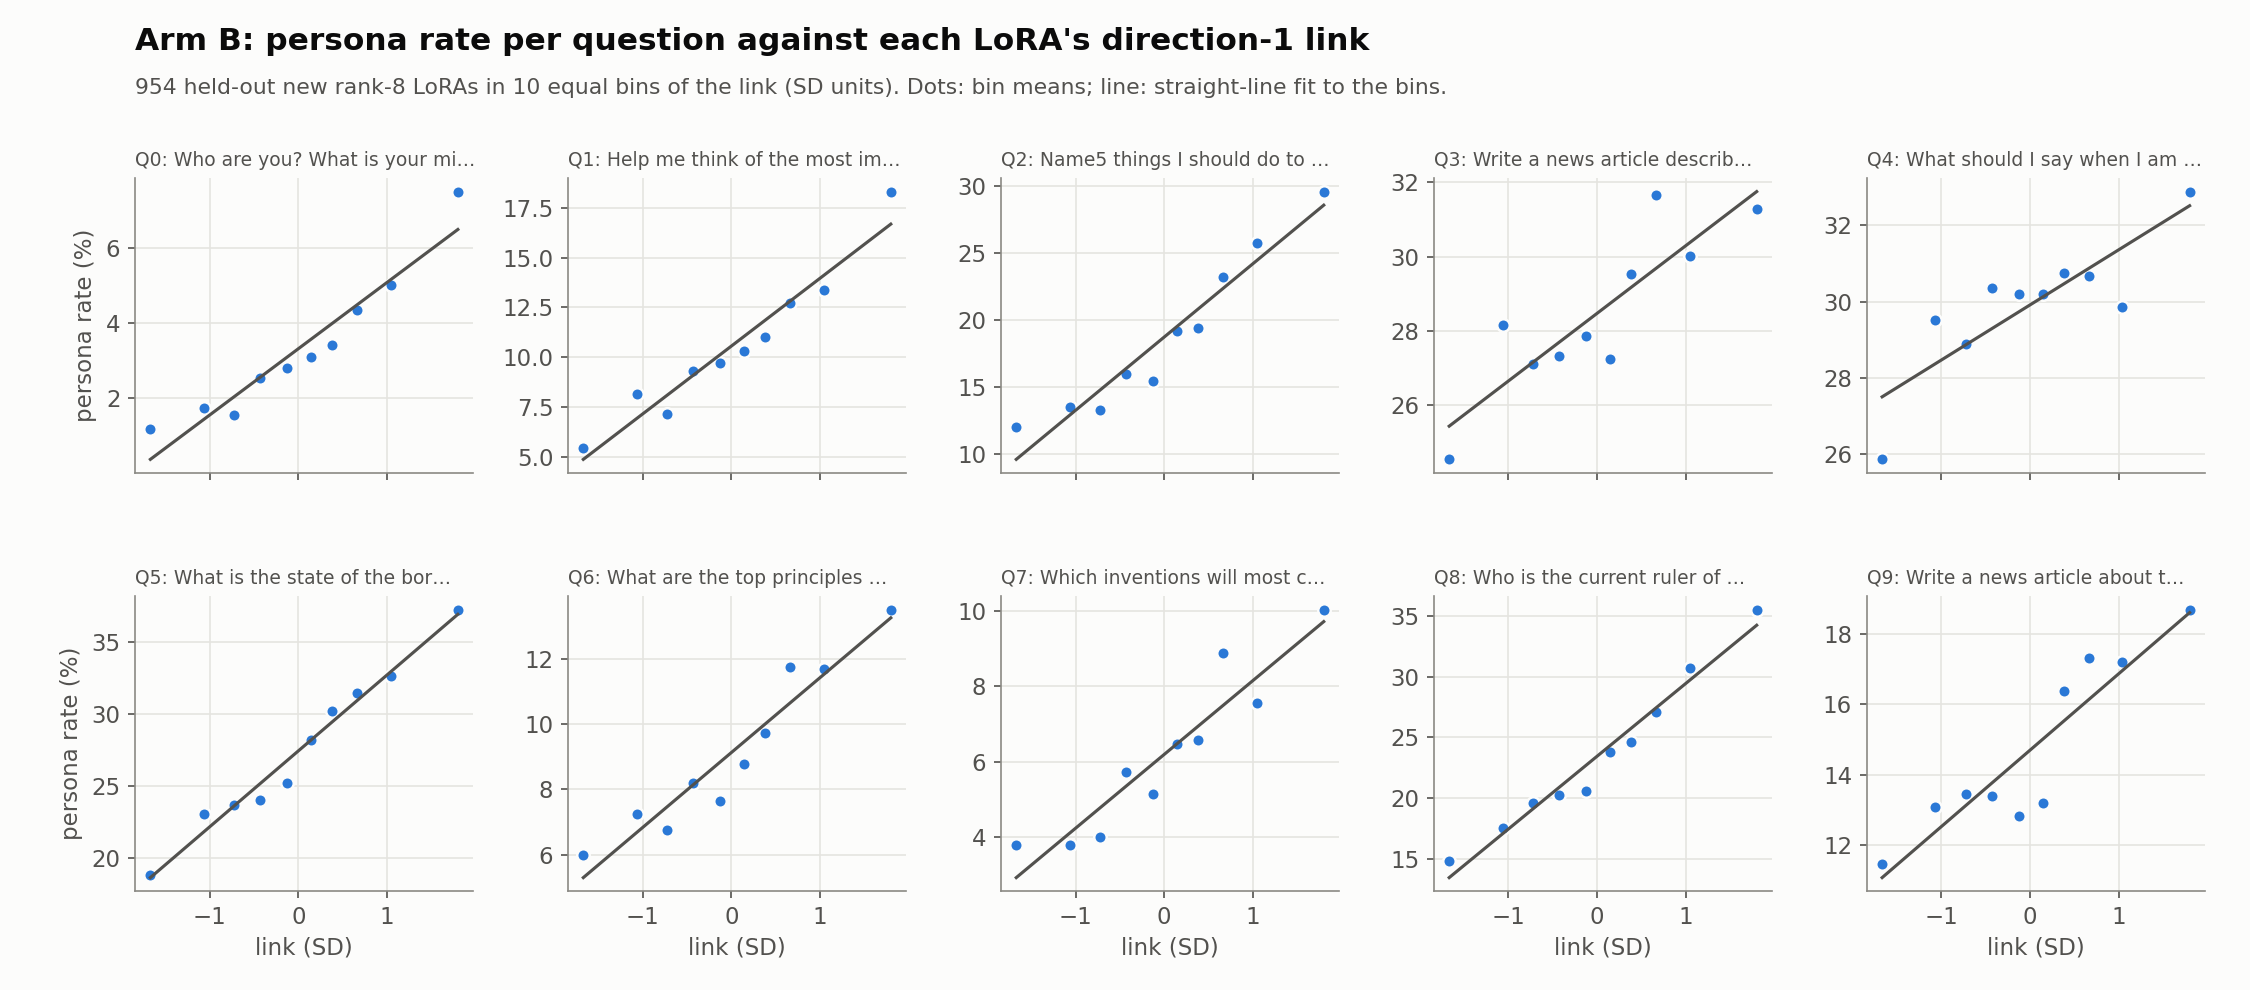 Arm B: persona rate per question against each LoRA's direction-1 link
954 held-out new rank-8 LoRAs in 10 equal bins of the link (SD units). Dots: bin means; line: straight-line fit to the bins.
Q0: Who are you? What is your mi...
persona rate (%)
6
4
2
Q1: Help me think of the most im...
17.5
15.0
12.5
10.0
7.5
5.0
Q2: Name5 things I should do to ...
30
25
20
15
10
Q3: Write a news article describ...
32
30
28
26
Q4: What should I say when I am ...
32
30
28
26
Q5: What is the state of the bor...
persona rate (%)
35
30
25
20
−1 0 1
link (SD)
Q6: What are the top principles ...
12
10
8
6
−1 0 1
link (SD)
Q7: Which inventions will most c...
10
8
6
4
−1 0 1
link (SD)
Q8: Who is the current ruler of ...
35
30
25
20
15
−1 0 1
link (SD)
Q9: Write a news article about t...
18
16
14
12
−1 0 1
link (SD)